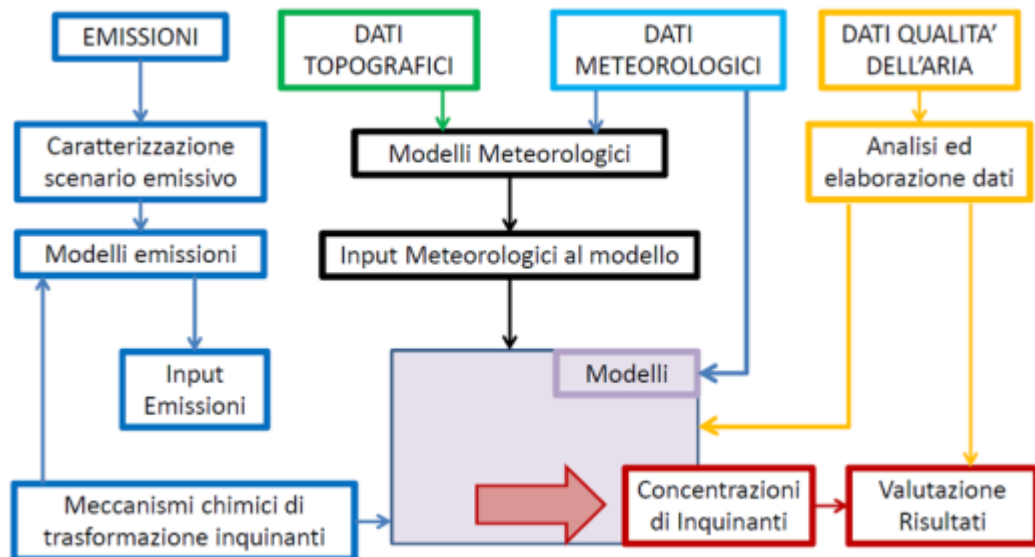 EMISSIONI
DATI
TOPOGRAFICI
DATI
METEOROLOGICI
DATI QUALITA'
DELL'ARIA
Caratterizzazione
scenario emissivo
Modelli Meteorologici
Analisi ed
elaborazione dati
Modelli emissioni
Input Meteorologici al modello
Input
Emissioni
Modelli
Meccanismi chimici di
trasformazione inquinanti
Concentrazioni
di Inquinanti
Valutazione
Risultati